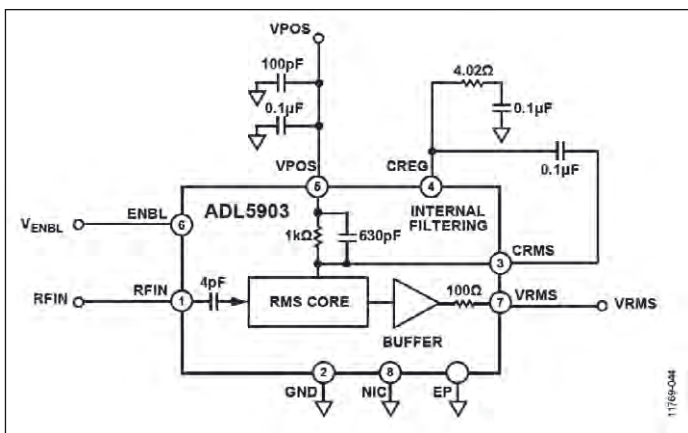 VPOS
100pF
0.1µF
4.02Ω
0.1µF
0.1µF
VPOS
CREG
5
4
ADL5903
INTERNAL
FILTERING
VENBL
ENBL
6
1kΩ
630pF
CRMS
3
RFIN
RFIN
1
4pF
RMS CORE
BUFFER
100Ω
VRMS
7
VRMS
2
8
GND
NIC
EP
11769-044